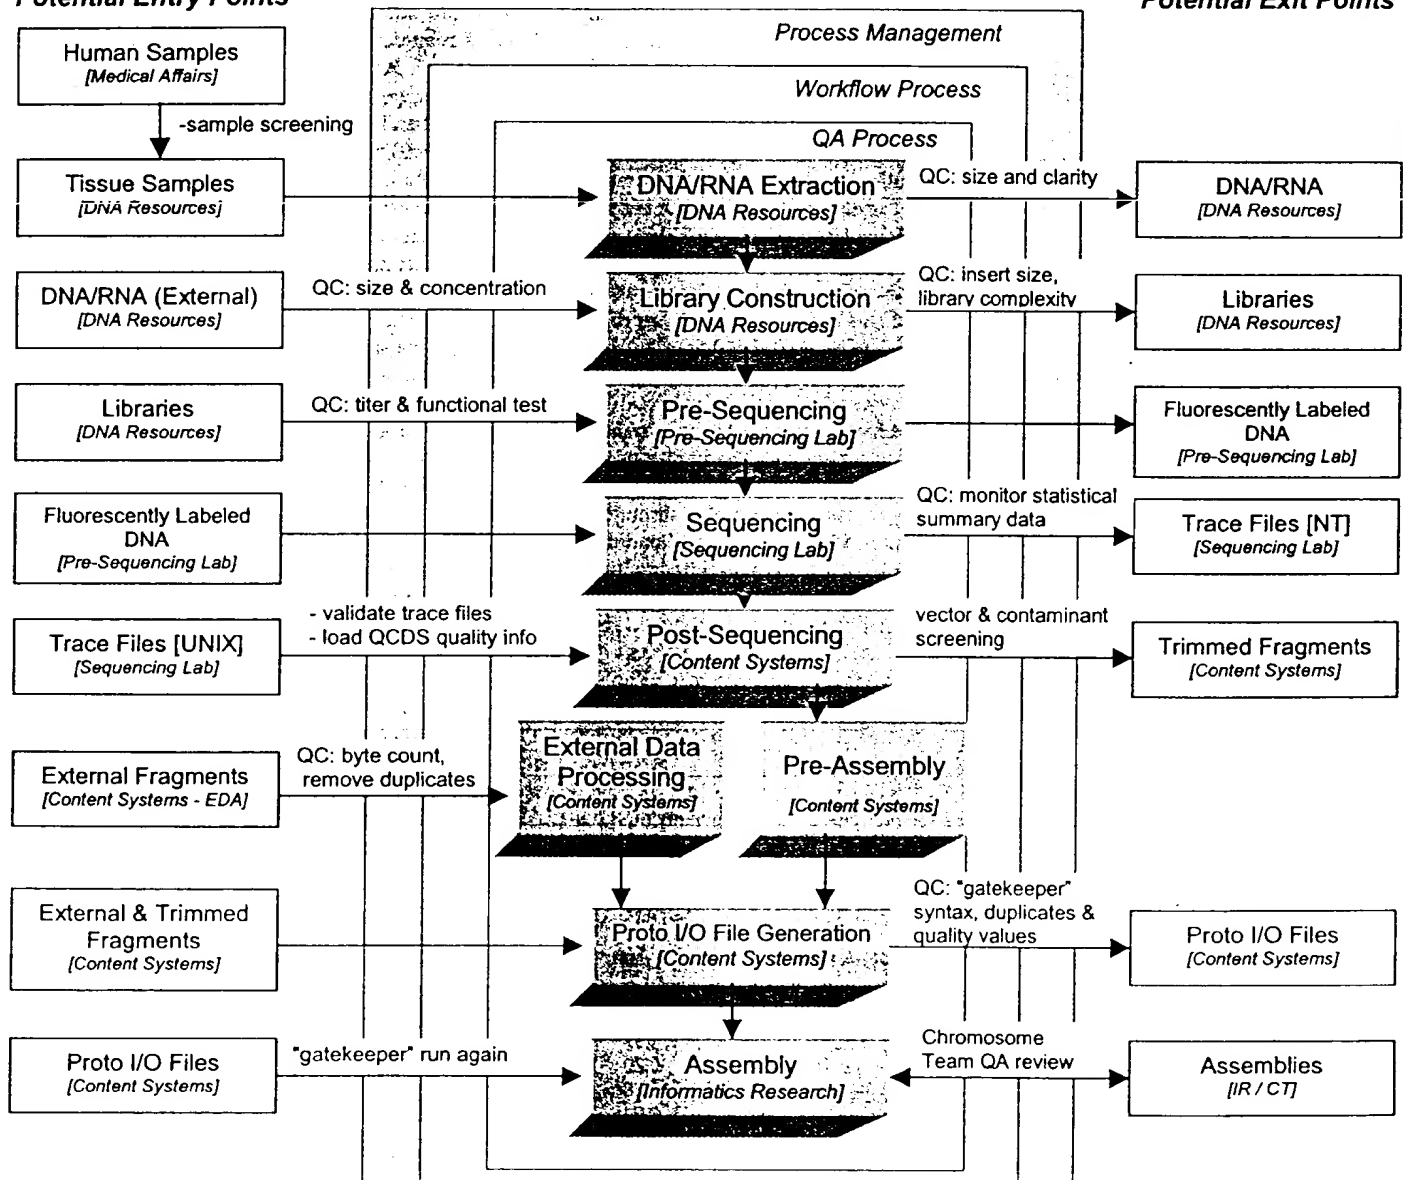 Potential Entry Points
Potential Exit Points
Process Management
Human Samples
[Medical Affairs]
Workflow Process
-sample screening
QA Process
Tissue Samples
[DNA Resources]
DNA/RNA Extraction
[DNA Resources]
QC: size and clarity
DNA/RNA
[DNA Resources]
DNA/RNA (External)
[DNA Resources]
QC: size & concentration
Library Construction
[DNA Resources]
QC: insert size,
library complexity
Libraries
[DNA Resources]
Libraries
[DNA Resources]
QC: titer & functional test
Pre-Sequencing
[Pre-Sequencing Lab]
Fluorescently Labeled
DNA
[Pre-Sequencing Lab]
Fluorescently Labeled
DNA
[Pre-Sequencing Lab]
Sequencing
[Sequencing Lab]
QC: monitor statistical
summary data
Trace Files [NT]
[Sequencing Lab]
Trace Files [UNIX]
[Sequencing Lab]
- validate trace files
- load QCDS quality info
Post-Sequencing
[Content Systems]
vector & contaminant
screening
Trimmed Fragments
[Content Systems]
External Fragments
[Content Systems - EDA]
QC: byte count,
remove duplicates
External Data
Processing
[Content Systems]
Pre-Assembly
[Content Systems]
External & Trimmed
Fragments
[Content Systems]
Proto I/O File Generation
[Content Systems]
QC: "gatekeeper"
syntax, duplicates &
quality values
Proto I/O Files
[Content Systems]
Proto I/O Files
[Content Systems]
"gatekeeper" run again
Assembly
[Informatics Research]
Chromosome
Team QA review
Assemblies
[IR / CT]